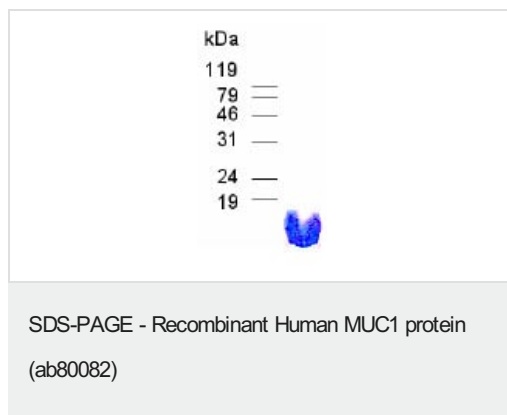 kDa
119
79
46
31
24
19
SDS-PAGE - Recombinant Human MUC1 protein
(ab80082)